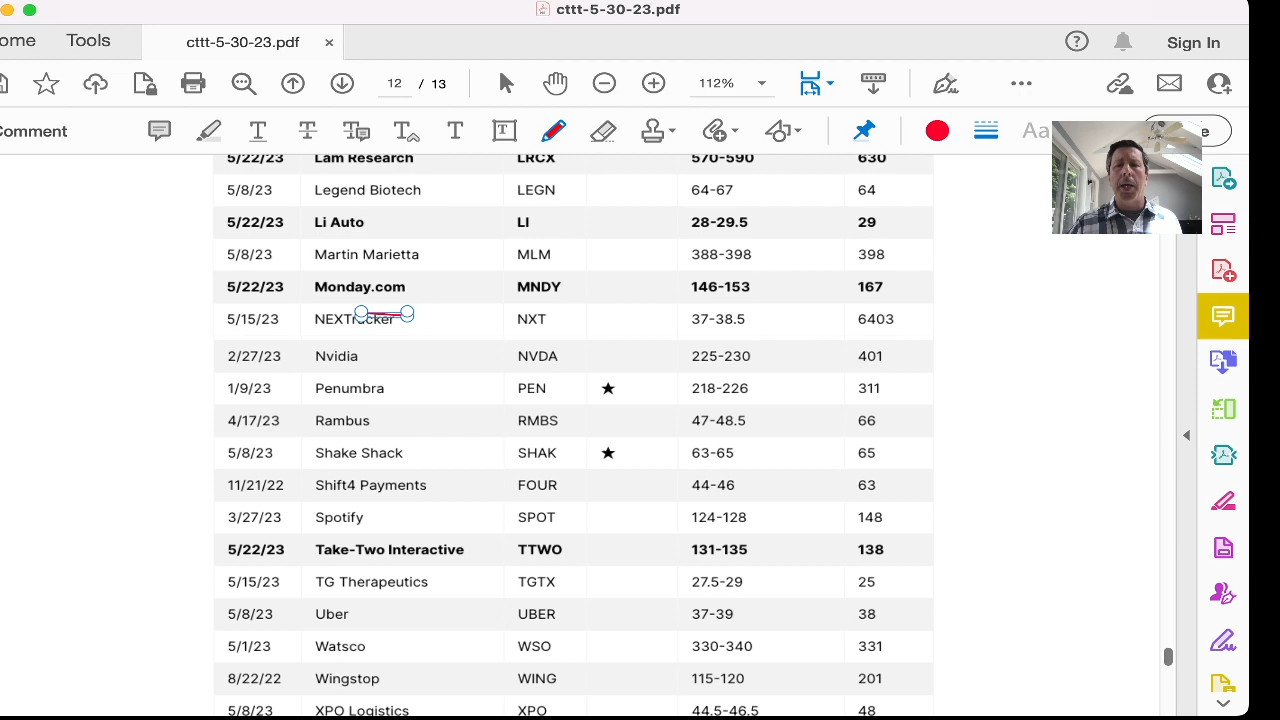 cttt-5-30-23.pdf
ome Tools cttt-5-30-23.pdf × ? Sign In
12 / 13 112%
Comment Aa e
5/22/23 Lam Research LRCX 570-590 630
5/8/23 Legend Biotech LEGN 64-67 64
5/22/23 Li Auto LI 28-29.5 29
5/8/23 Martin Marietta MLM 388-398 398
5/22/23 Monday.com MNDY 146-153 167
5/15/23 NEXTracker NXT 37-38.5 6403
2/27/23 Nvidia NVDA 225-230 401
1/9/23 Penumbra PEN ★ 218-226 311
4/17/23 Rambus RMBS 47-48.5 66
5/8/23 Shake Shack SHAK ★ 63-65 65
11/21/22 Shift4 Payments FOUR 44-46 63
3/27/23 Spotify SPOT 124-128 148
5/22/23 Take-Two Interactive TTWO 131-135 138
5/15/23 TG Therapeutics TGTX 27.5-29 25
5/8/23 Uber UBER 37-39 38
5/1/23 Watsco WSO 330-340 331
8/22/22 Wingstop WING 115-120 201
5/8/23 XPO Logistics XPO 44.5-46.5 48